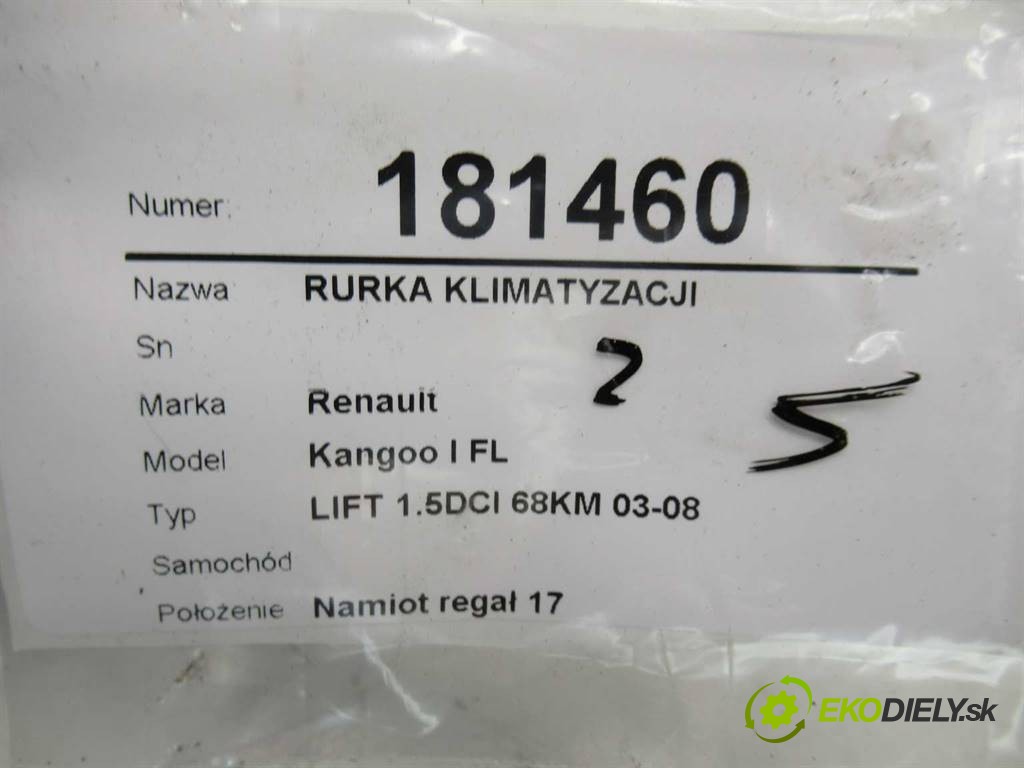 Numer: 181460
Nazwa RURKA KLIMATYZACJI
Sn
2
Marka Renault
5
Model Kangoo I FL
Typ LIFT 1.5DCI 68KM 03-08
Samochód
Położenie Namiot regał 17
EKODIELY.sk